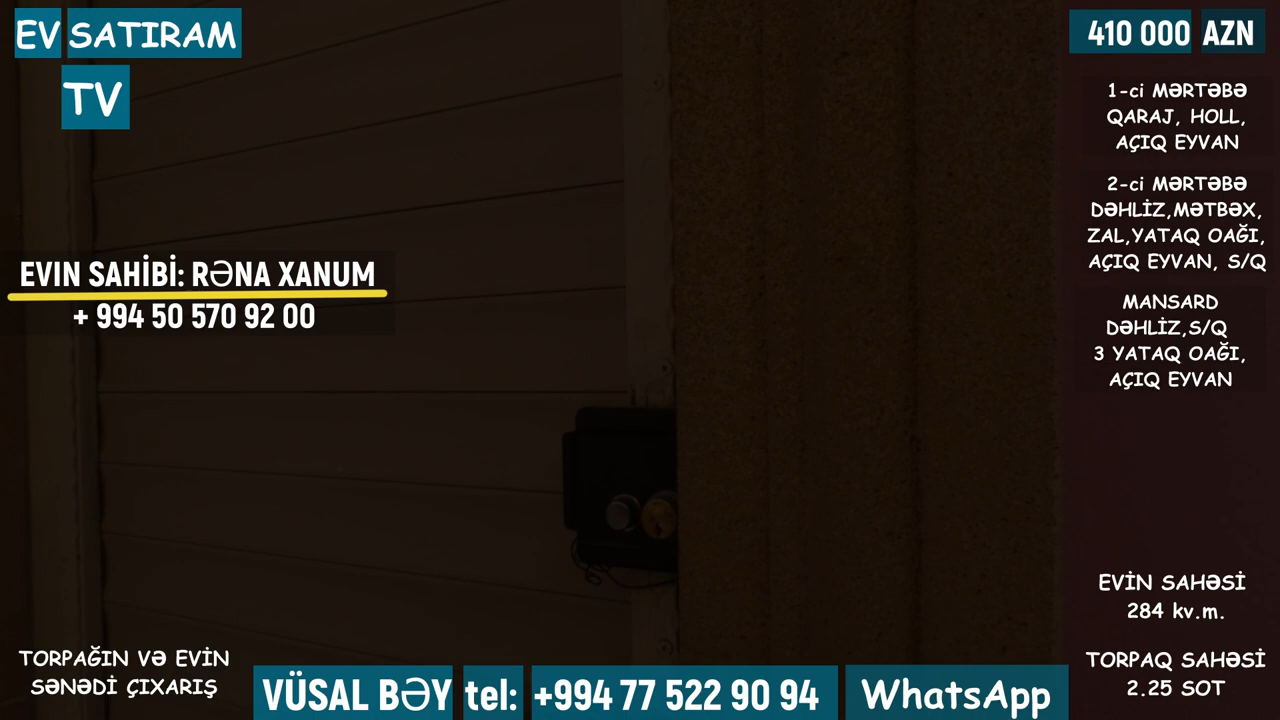 EV SATIRAM
TV
410 000 AZN
1-ci MƏRTƏBƏ
QARAJ, HOLL,
AÇIQ EYVAN
2-ci MƏRTƏBƏ
DƏHLİZ,MƏTBƏX,
ZAL,YATAQ OAĞI,
AÇIQ EYVAN, S/Q
MANSARD
DƏHLİZ,S/Q
3 YATAQ OAĞI,
AÇIQ EYVAN
EVIN SAHİBİ: RƏNA XANUM
+ 994 50 570 92 00
EVİN SAHƏSİ
284 kv.m.
TORPAQ SAHƏSİ
2.25 SOT
TORPAĞIN VƏ EVİN
SƏNƏDİ ÇIXARIŞ
VÜSAL BƏY tel: +994 77 522 90 94 WhatsApp